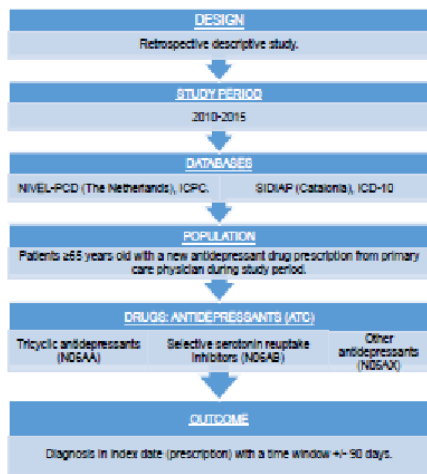 DESIGN
Retrospective descriptive study.
STUDY PERIOD
2010-2015
DATABASES
NIVEL-PCD (The Netherlands), ICPC.
SIDIAP (Catalonia), ICD-10
POPULATION
Patients ≥65 years old with a new antidepressant drug prescription from primary
care physician during study period.
DRUGS: ANTIDEPRESSANTS (ATC)
Tricyclic antidepressants
(N06AA)
Selective serotonin reuptake
inhibitors (N06AB)
Other
antidepressants
(N06AX)
OUTCOME
Diagnosis in index date (prescription) with a time window +/- 90 days.